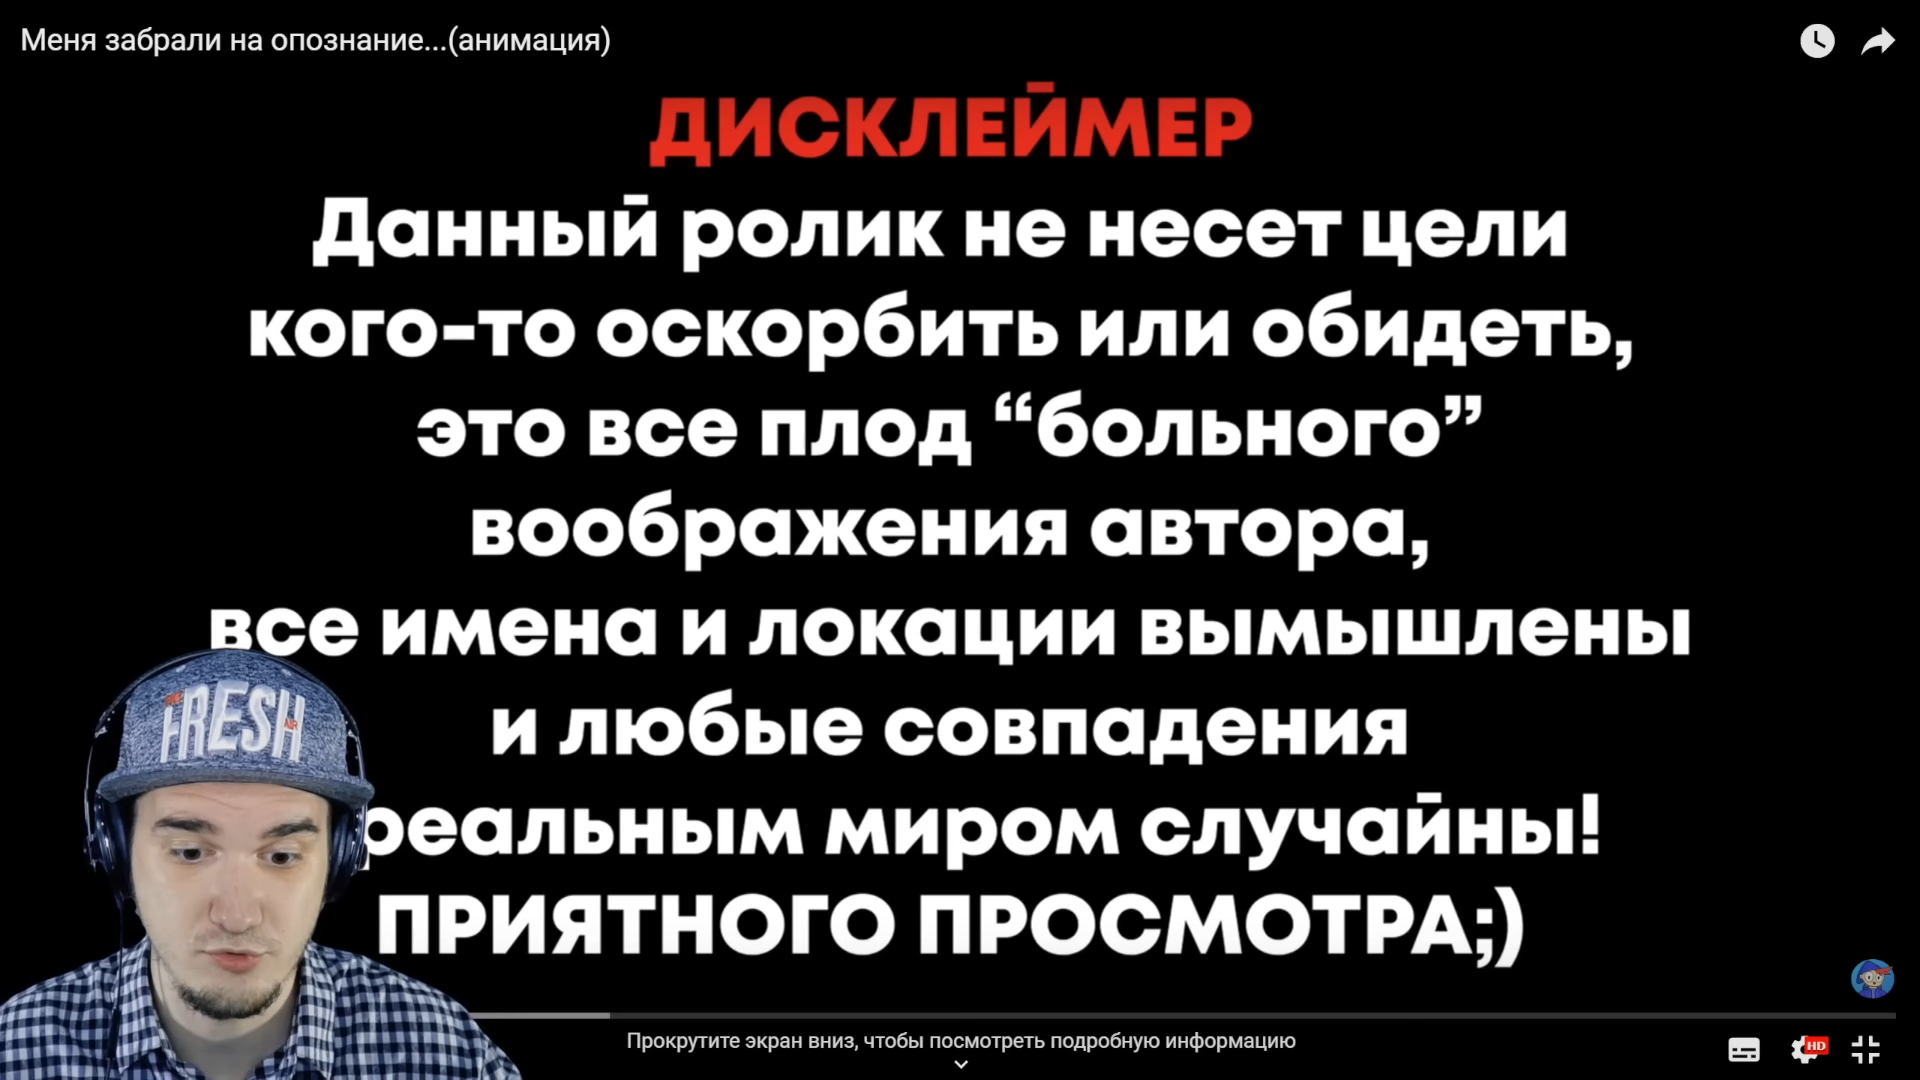 Меня забрали на опознание...(анимация)
ДИСКЛЕЙМЕР
Данный ролик не несет цели
кого-то оскорбить или обидеть,
это все плод “больного”
воображения автора,
все имена и локации вымышлены
и любые совпадения
реальным миром случайны!
ПРИЯТНОГО ПРОСМОТРА;)
THE
FRESH
AIR
Прокрутите экран вниз, чтобы посмотреть подробную информацию
HD